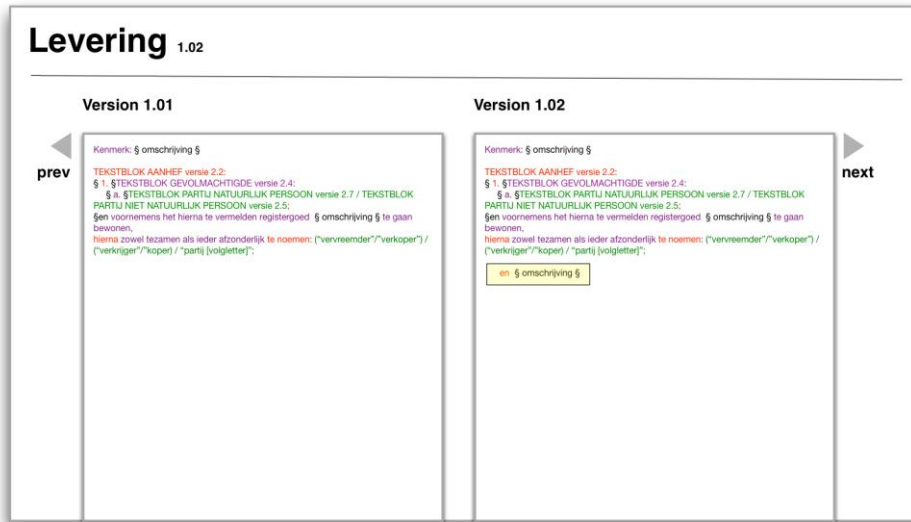 Levering 1.02
Version 1.01
prev
Kenmerk: § omschrijving §
TEKSTBLOK AANHEF versie 2.2:
§ 1. §TEKSTBLOK GEVOLMACHTIGDE versie 2.4:
§ a. §TEKSTBLOK PARTIJ NATUURLIJK PERSOON versie 2.7 / TEKSTBLOK
PARTIJ NIET NATUURLIJK PERSOON versie 2.5;
§en voornemens het hierna te vermelden registergoed § omschrijving § te gaan
bewonen,
hierna zowel tezamen als ieder afzonderlijk te noemen: (“vervreemder”/”verkoper”) /
(“verkrijger”/”koper) / “partij [volgletter]”;
Version 1.02
Kenmerk: § omschrijving §
TEKSTBLOK AANHEF versie 2.2:
§ 1. §TEKSTBLOK GEVOLMACHTIGDE versie 2.4:
§ a. §TEKSTBLOK PARTIJ NATUURLIJK PERSOON versie 2.7 / TEKSTBLOK
PARTIJ NIET NATUURLIJK PERSOON versie 2.5;
§en voornemens het hierna te vermelden registergoed § omschrijving § te gaan
bewonen,
hierna zowel tezamen als ieder afzonderlijk te noemen: (“vervreemder”/”verkoper”) /
(“verkrijger”/”koper) / “partij [volgletter]”;
en § omschrijving §
next